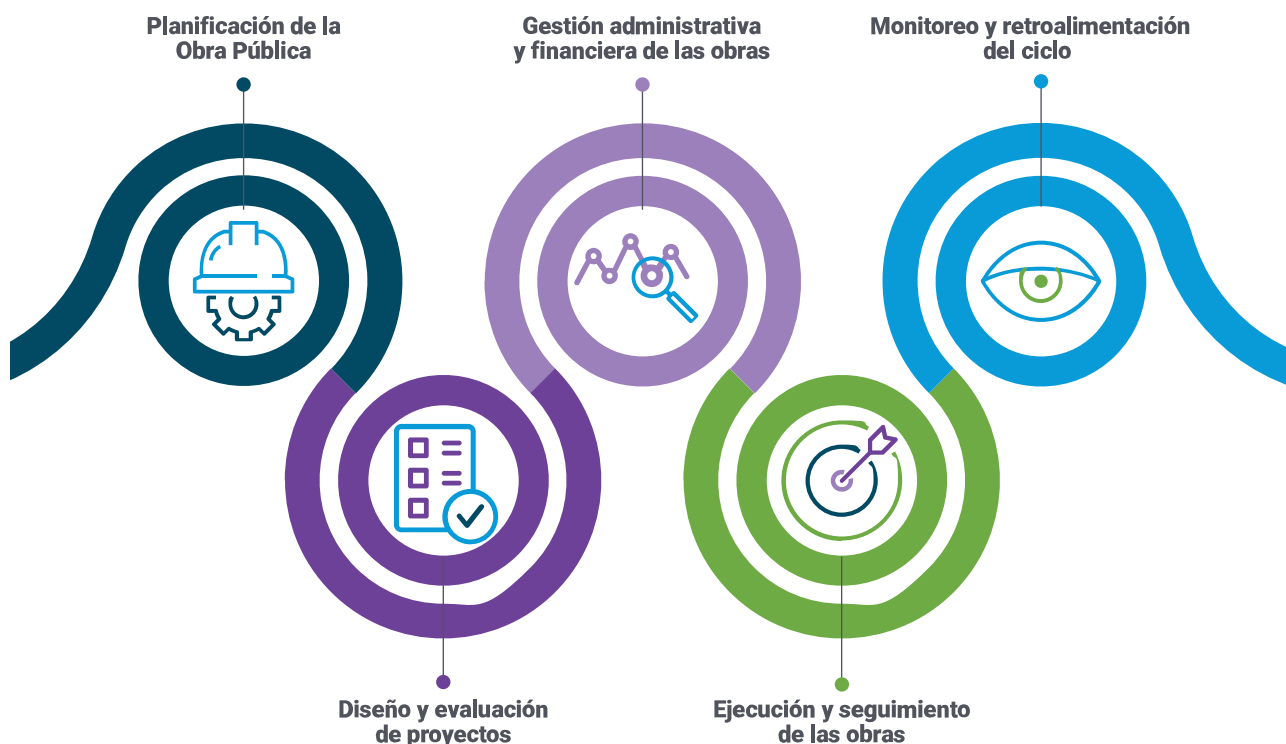 Planificación de la
Obra Pública
Gestión administrativa
y financiera de las obras
Monitoreo y retroalimentación
del ciclo
Diseño y evaluación
de proyectos
Ejecución y seguimiento
de las obras